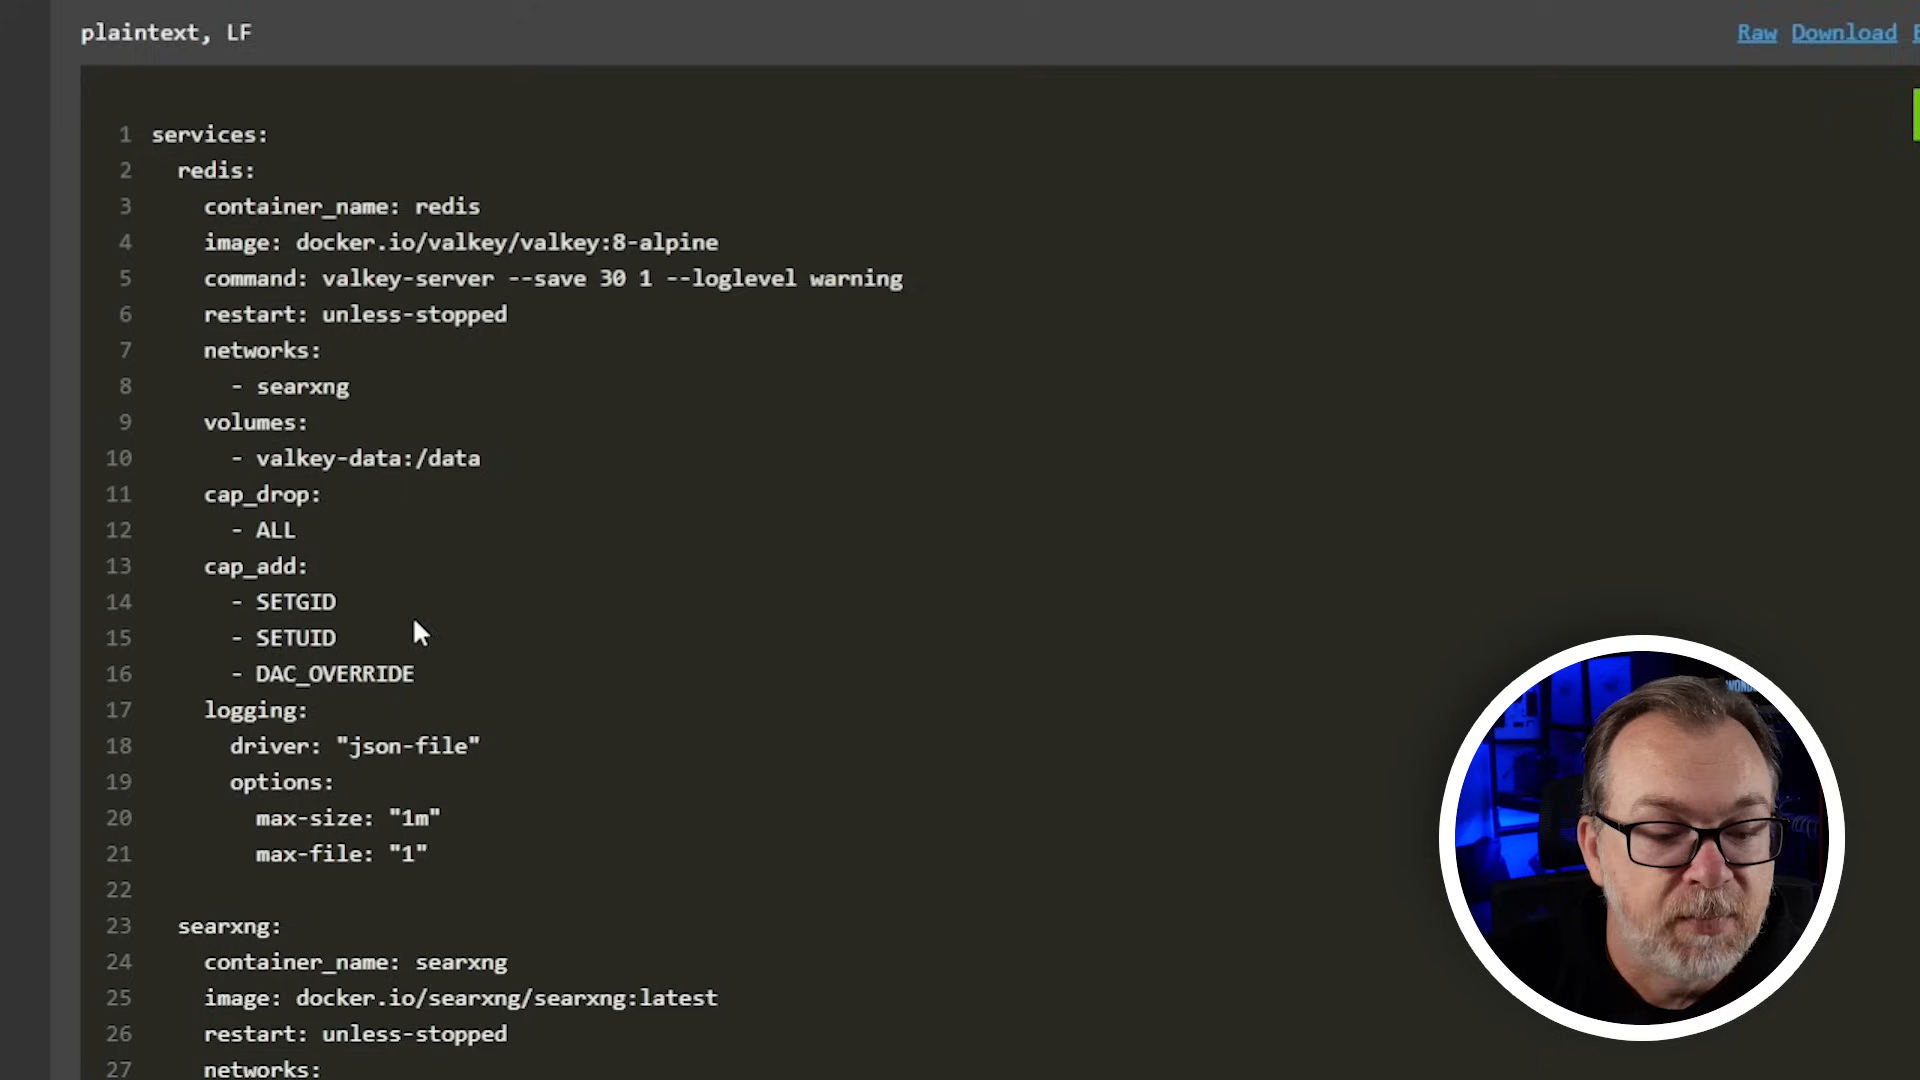 plaintext, LF
Raw Download
1 services:
2 redis:
3 container_name: redis
4 image: docker.io/valkey/valkey:8-alpine
5 command: valkey-server --save 30 1 --loglevel warning
6 restart: unless-stopped
7 networks:
8 - searxng
9 volumes:
10 - valkey-data:/data
11 cap_drop:
12 - ALL
13 cap_add:
14 - SETGID
15 - SETUID
16 - DAC_OVERRIDE
17 logging:
18 driver: "json-file"
19 options:
20 max-size: "1m"
21 max-file: "1"
22
23 searxng:
24 container_name: searxng
25 image: docker.io/searxng/searxng:latest
26 restart: unless-stopped
27 networks: